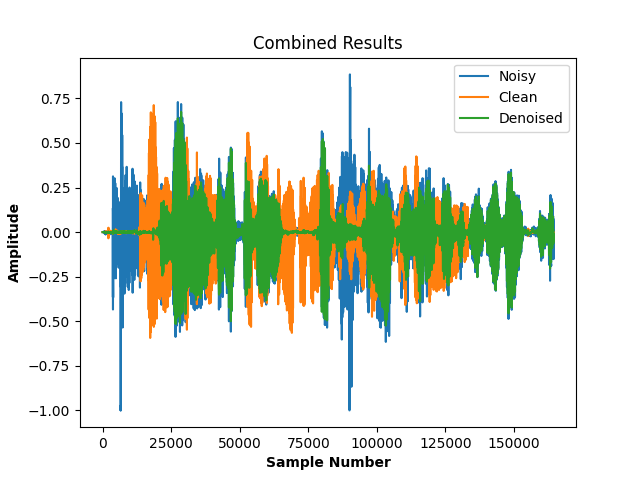 Combined Results
Noisy
Clean
Denoised
0.75
0.50
0.25
0.00
−0.25
−0.50
−0.75
−1.00
Amplitude
0 25000 50000 75000 100000 125000 150000
Sample Number